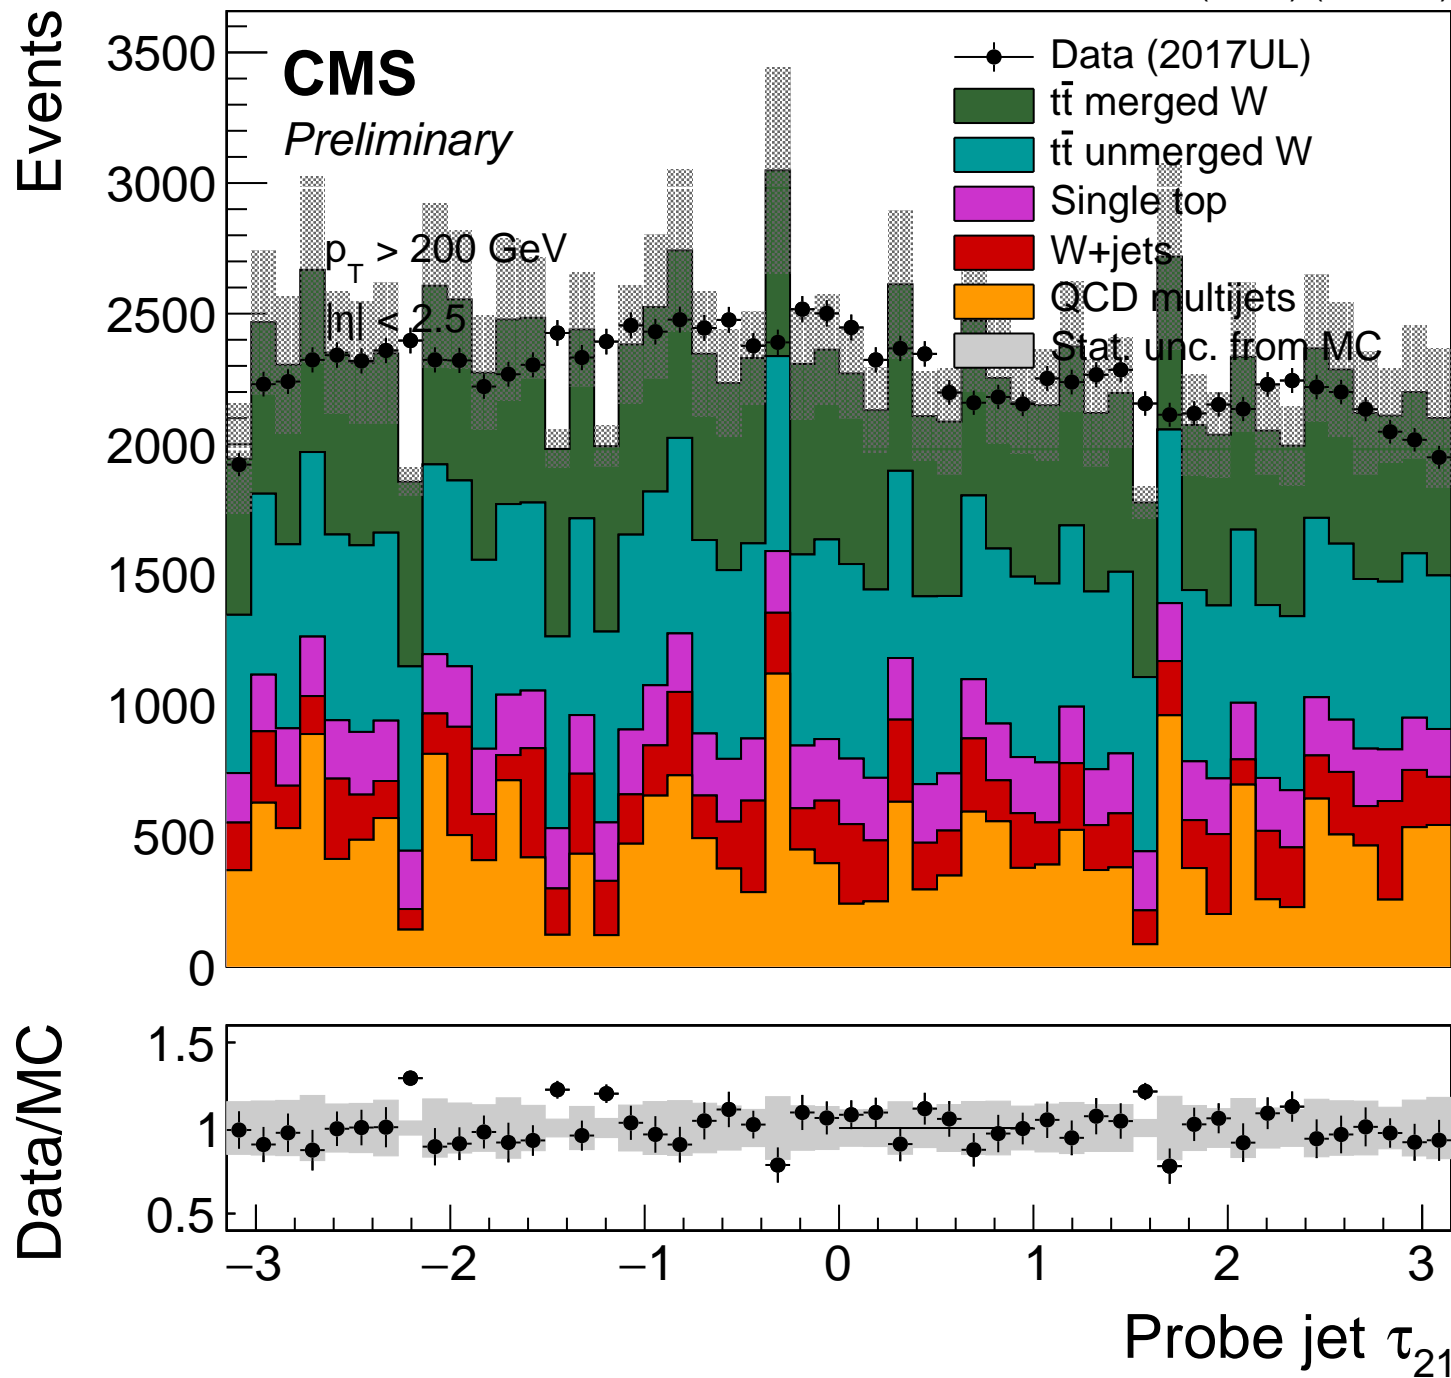 Events
3500
3000
2500
2000
1500
1000
500
0
CMS
Preliminary
p_T > 200 GeV
|η| < 2.5
Data (2017UL)
tt̄ merged W
tt̄ unmerged W
Single top
W+jets
QCD multijets
Stat. unc. from MC
Data/MC
1.5
1
0.5
−3 −2 −1 0 1 2 3
Probe jet τ_21